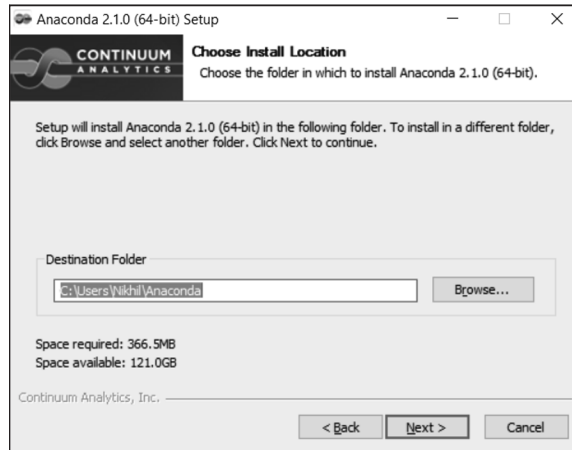 Anaconda 2.1.0 (64-bit) Setup
CONTINUUM
ANALYTICS
Choose Install Location
Choose the folder in which to install Anaconda 2.1.0 (64-bit).
Setup will install Anaconda 2.1.0 (64-bit) in the following folder. To install in a different folder,
click Browse and select another folder. Click Next to continue.
Destination Folder
C:\Users\Nikhil\Anaconda
Browse...
Space required: 366.5MB
Space available: 121.0GB
Continuum Analytics, Inc.
< Back
Next >
Cancel